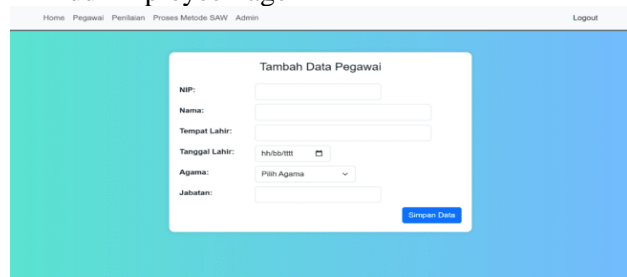 Home Pegawai Penilaian Proses Metode SAW Admin Logout
Tambah Data Pegawai
NIP:
Nama:
Tempat Lahir:
Tanggal Lahir: hh/bb/tttt
Agama: Pilih Agama
Jabatan:
Simpan Data